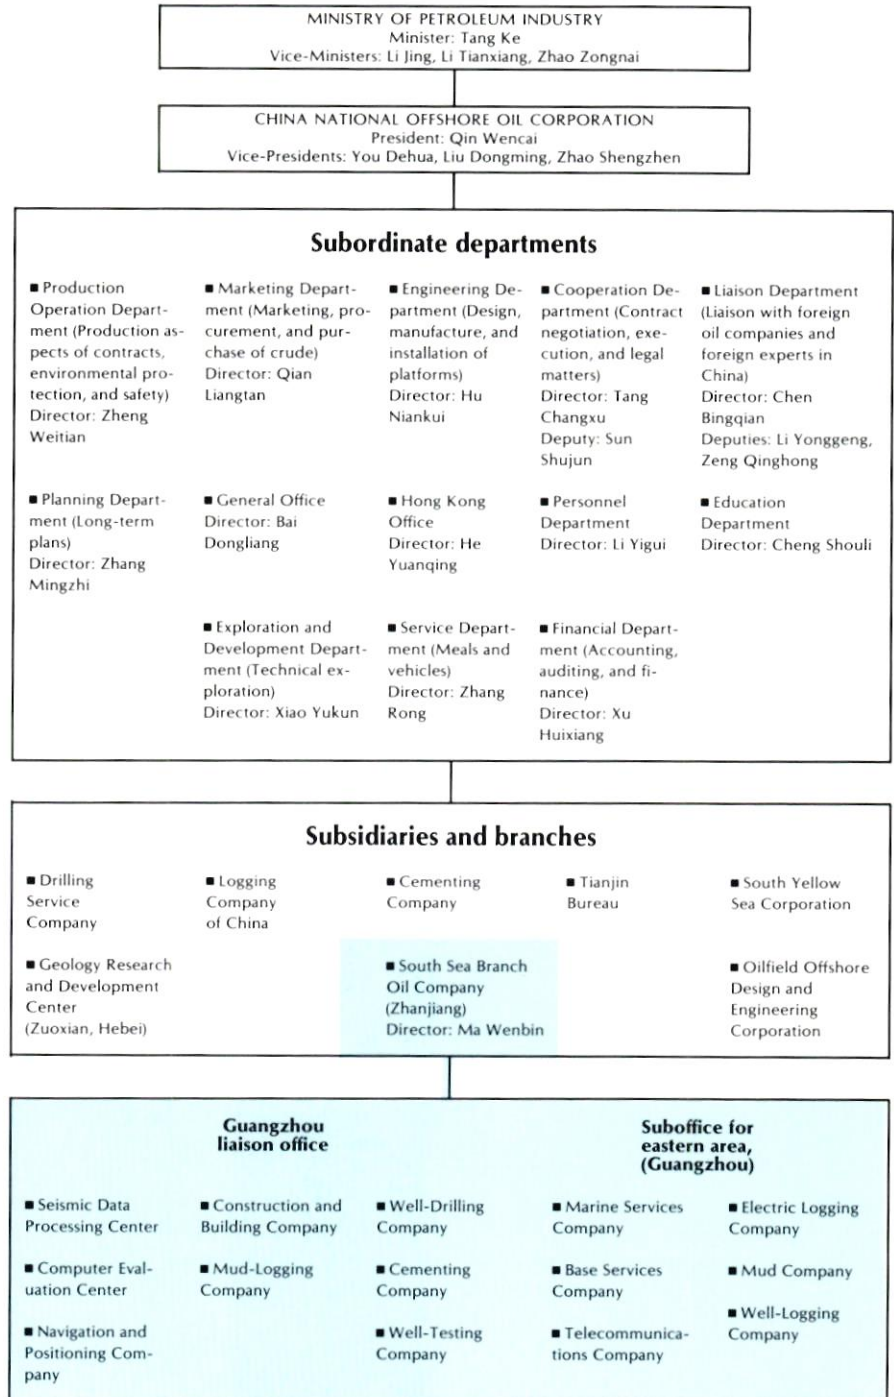 MINISTRY OF PETROLEUM INDUSTRY
Minister: Tang Ke
Vice-Ministers: Li Jing, Li Tianxiang, Zhao Zongnai
CHINA NATIONAL OFFSHORE OIL CORPORATION
President: Qin Wencai
Vice-Presidents: You Dehua, Liu Dongming, Zhao Shengzhen
Subordinate departments
■ Production
Operation Depart-
ment (Production as-
pects of contracts,
environmental pro-
tection, and safety)
Director: Zheng
Weitian
■ Marketing Depart-
ment (Marketing, pro-
curement, and pur-
chase of crude)
Director: Qian
Liangtan
■ Engineering De-
partment (Design,
manufacture, and
installation of
platforms)
Director: Hu
Niankui
■ Cooperation De-
partment (Contract
negotiation, exe-
cution, and legal
matters)
Director: Tang
Changxu
Deputy: Sun
Shujun
■ Liaison Department
(Liaison with foreign
oil companies and
foreign experts in
China)
Director: Chen
Bingqian
Deputies: Li Yonggeng,
Zeng Qinghong
■ Planning Depart-
ment (Long-term
plans)
Director: Zhang
Mingzhi
■ General Office
Director: Bai
Dongliang
■ Hong Kong
Office
Director: He
Yuanqing
■ Personnel
Department
Director: Li Yigui
■ Education
Department
Director: Cheng Shouli
■ Exploration and
Development Depart-
ment (Technical ex-
ploration)
Director: Xiao Yukun
■ Service Depart-
ment (Meals and
vehicles)
Director: Zhang
Rong
■ Financial Depart-
ment (Accounting,
auditing, and fi-
nance)
Director: Xu
Huixiang
Subsidiaries and branches
■ Drilling
Service
Company
■ Logging
Company
of China
■ Cementing
Company
■ Tianjin
Bureau
■ South Yellow
Sea Corporation
■ Geology Research
and Development
Center
(Zuoxian, Hebei)
■ South Sea Branch
Oil Company
(Zhanjiang)
Director: Ma Wenbin
■ Oilfield Offshore
Design and
Engineering
Corporation
Guangzhou
liaison office
Suboffice for
eastern area,
(Guangzhou)
■ Seismic Data
Processing Center
■ Construction and
Building Company
■ Well-Drilling
Company
■ Marine Services
Company
■ Electric Logging
Company
■ Computer Eval-
uation Center
■ Mud-Logging
Company
■ Cementing
Company
■ Base Services
Company
■ Mud Company
■ Navigation and
Positioning Com-
pany
■ Well-Testing
Company
■ Telecommunica-
tions Company
■ Well-Logging
Company